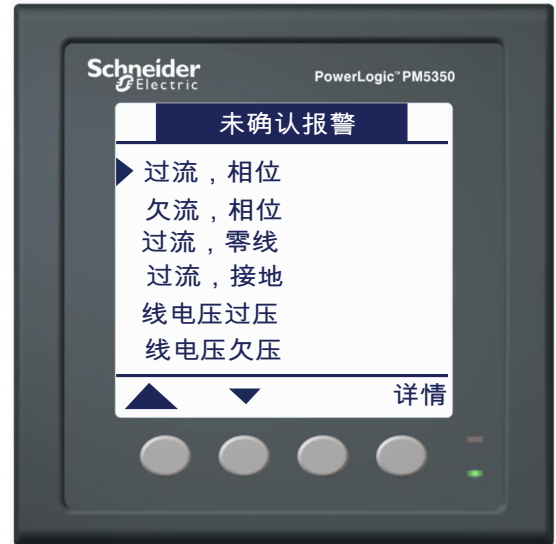 Schneider
Electric
PowerLogic™ PM5350
未确认报警
过流，相位
欠流，相位
过流，零线
过流，接地
线电压过压
线电压欠压
详情